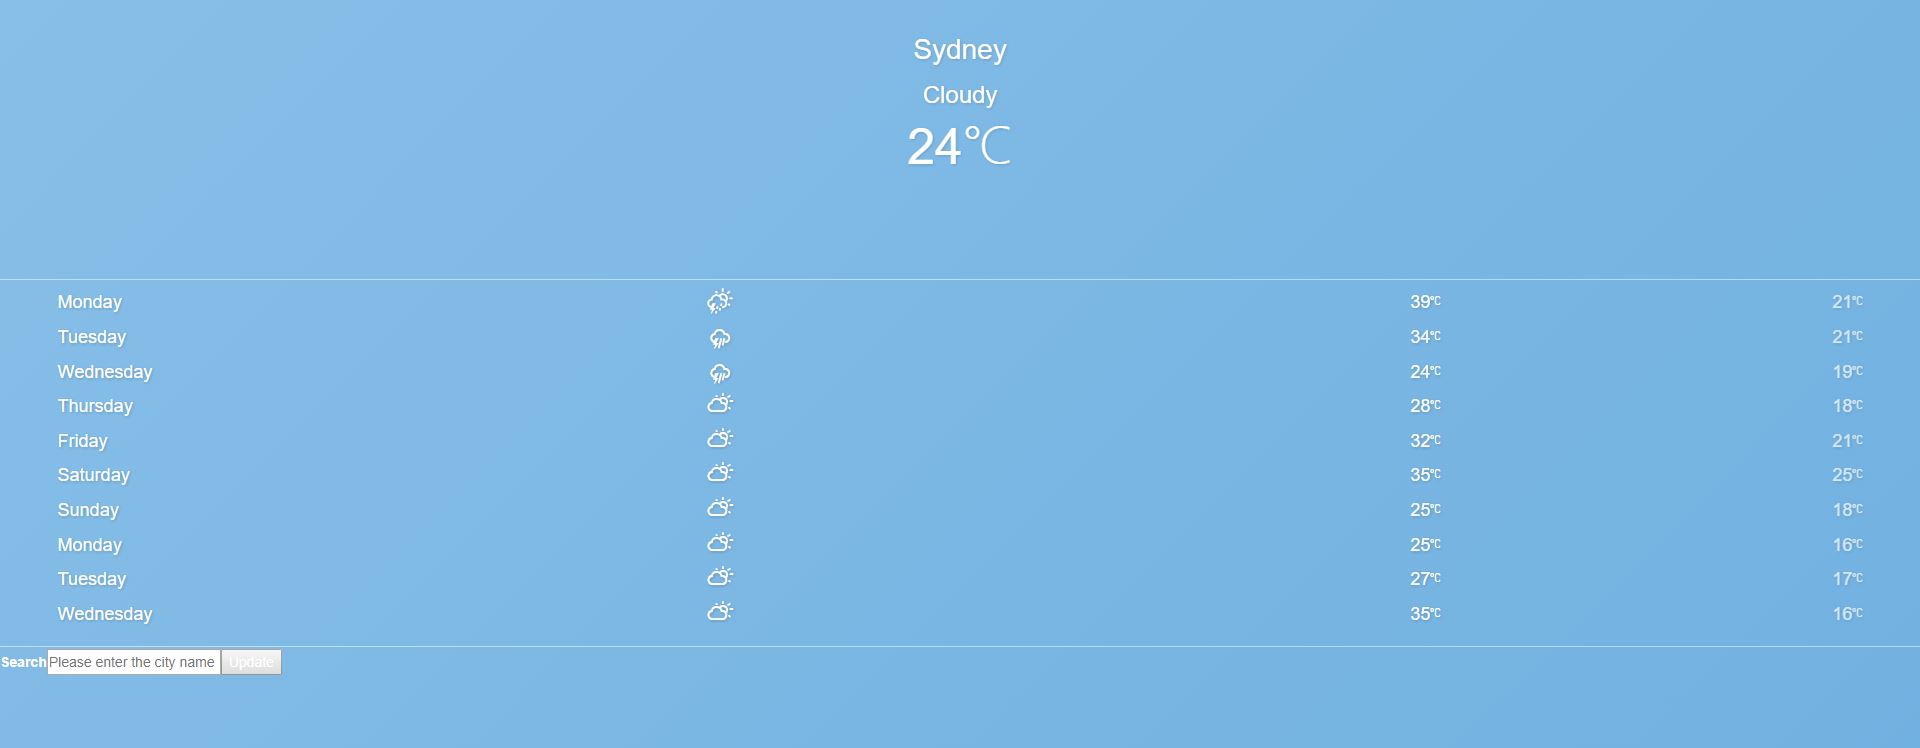 Sydney
Cloudy
24℃
Monday 39℃ 21℃
Tuesday 34℃ 21℃
Wednesday 24℃ 19℃
Thursday 28℃ 18℃
Friday 32℃ 21℃
Saturday 35℃ 25℃
Sunday 25℃ 18℃
Monday 25℃ 16℃
Tuesday 27℃ 17℃
Wednesday 35℃ 16℃
Search Please enter the city name Update